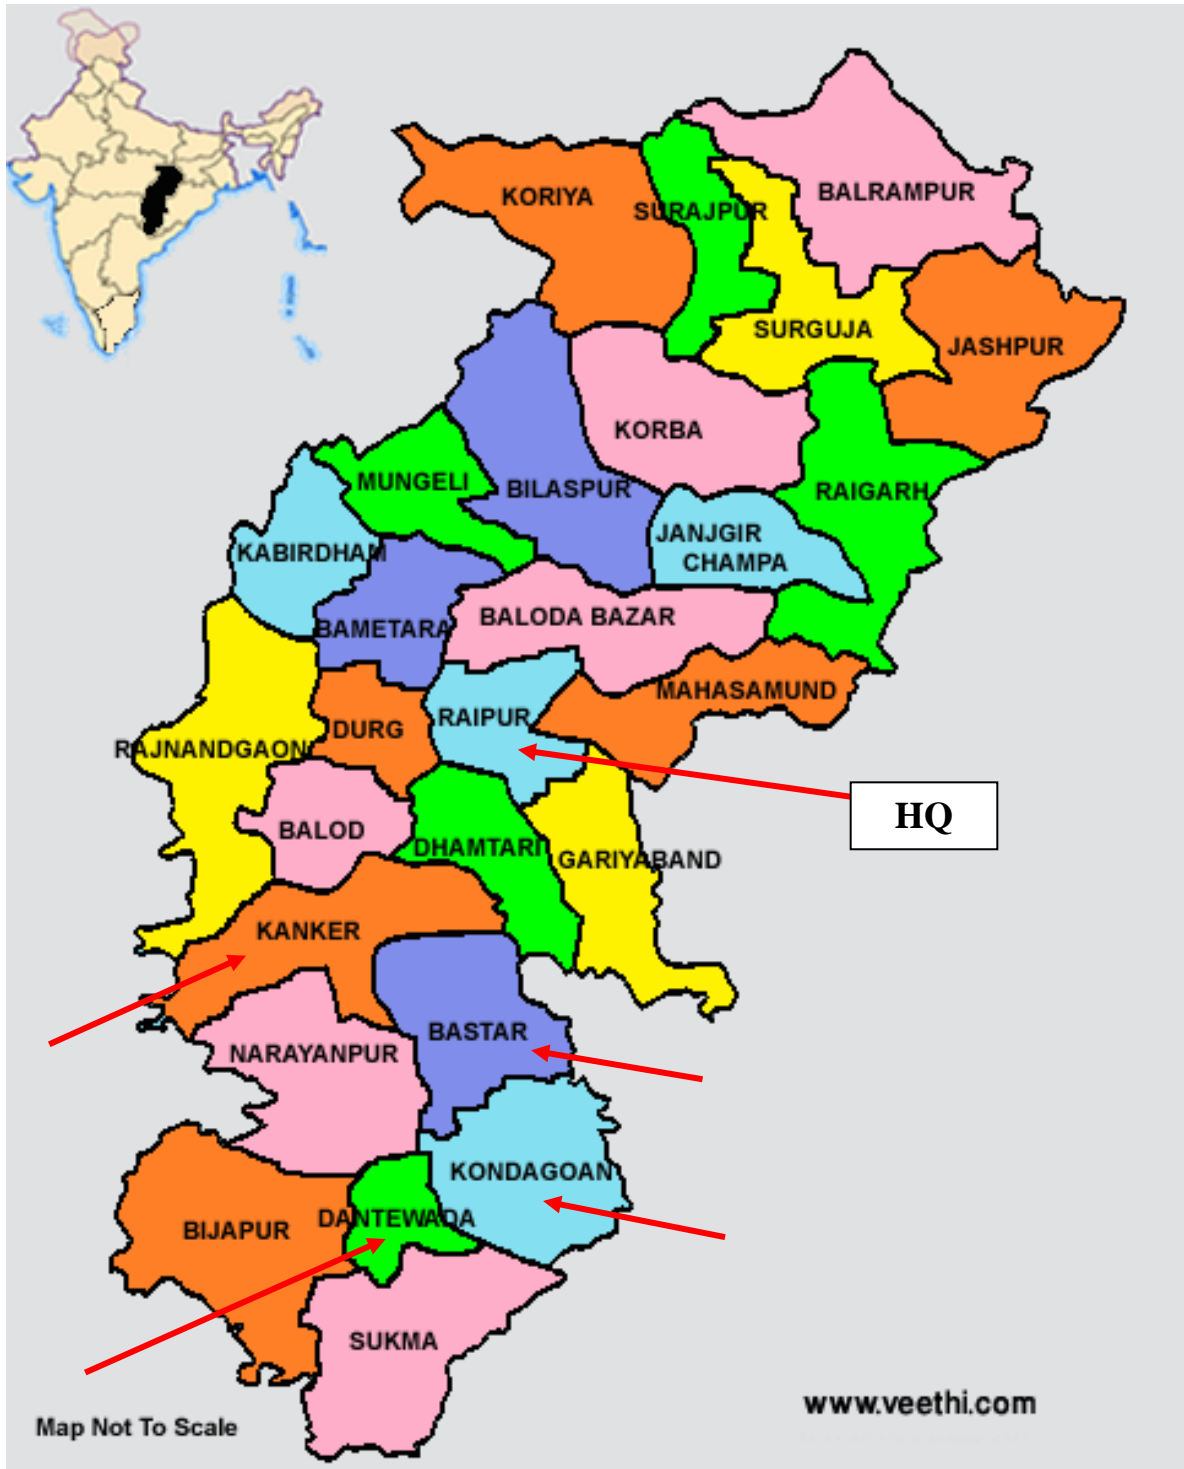 BALRAMPUR
KORIYA
SURAJPUR
SURGUJA
JASHPUR
KORBA
MUNGELI
BILASPUR
RAIGARH
JANJGIR
CHAMPA
KABIRDHAM
BALODA BAZAR
BAMETARA
MAHASAMUND
RAIPUR
DURG
RAJNANDGAON
HQ
BALOD
DHAMTARI
GARIYABAND
KANKER
BASTAR
NARAYANPUR
KONDAGOAN
DANTEWADA
BIJAPUR
SUKMA
www.veethi.com
Map Not To Scale